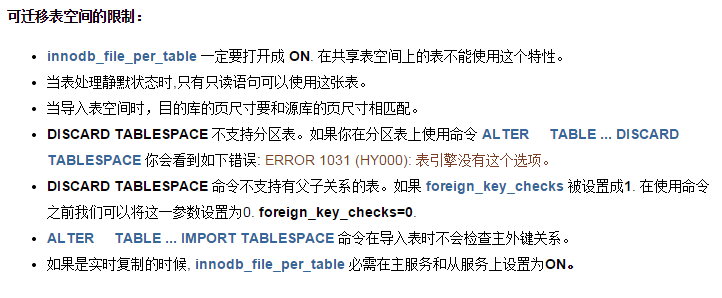 可迁移表空间的限制：
innodb_file_per_table 一定要打开成 ON. 在共享表空间上的表不能使用这个特性。
当表处理静默状态时,只有只读语句可以使用这张表。
当导入表空间时，目的库的页尺寸要和源库的页尺寸相匹配。
DISCARD TABLESPACE 不支持分区表。如果你在分区表上使用命令 ALTER TABLE ... DISCARD
TABLESPACE 你会看到如下错误: ERROR 1031 (HY000): 表引擎没有这个选项。
DISCARD TABLESPACE 命令不支持有父子关系的表。如果 foreign_key_checks 被设置成1. 在使用命令
之前我们可以将这一参数设置为0. foreign_key_checks=0.
ALTER TABLE ... IMPORT TABLESPACE 命令在导入表时不会检查主外键关系。
如果是实时复制的时候, innodb_file_per_table 必需在主服务和从服务上设置为ON。